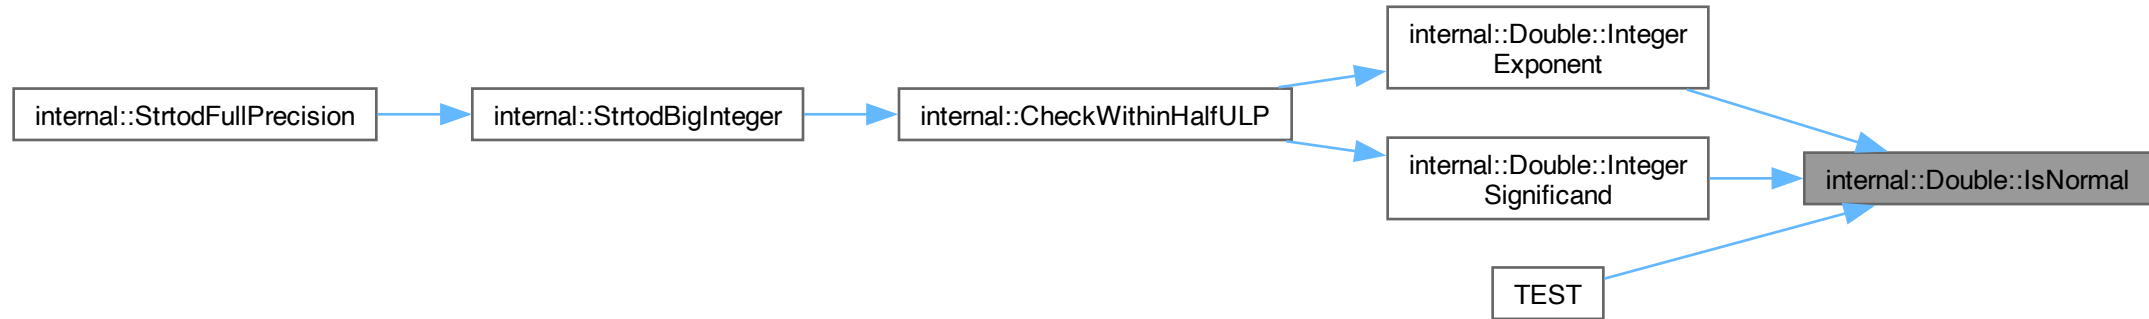 internal::Double::Integer
Exponent
internal::StrtodFullPrecision
internal::StrtodBigInteger
internal::CheckWithinHalfULP
internal::Double::Integer
Significand
internal::Double::IsNormal
TEST